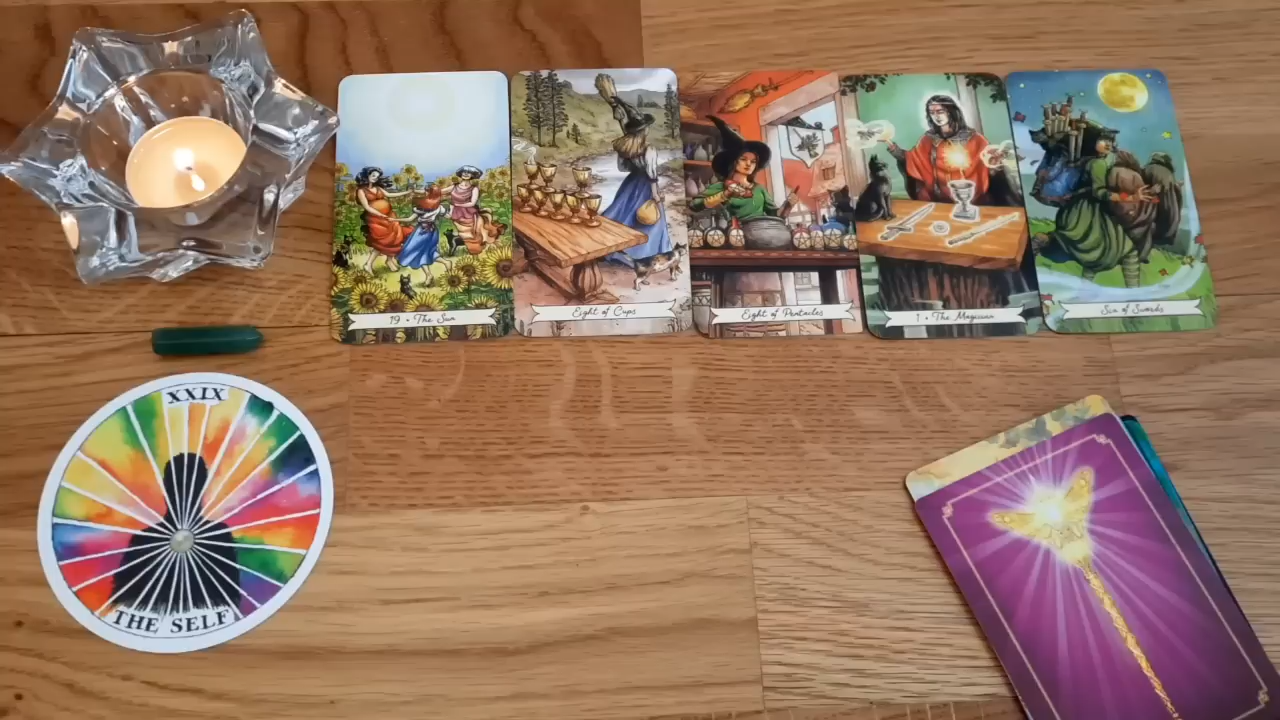 19 • The Sun
Eight of Cups
Eight of Pentacles
1 • The Magician
Six of Swords
XXIX
THE SELF